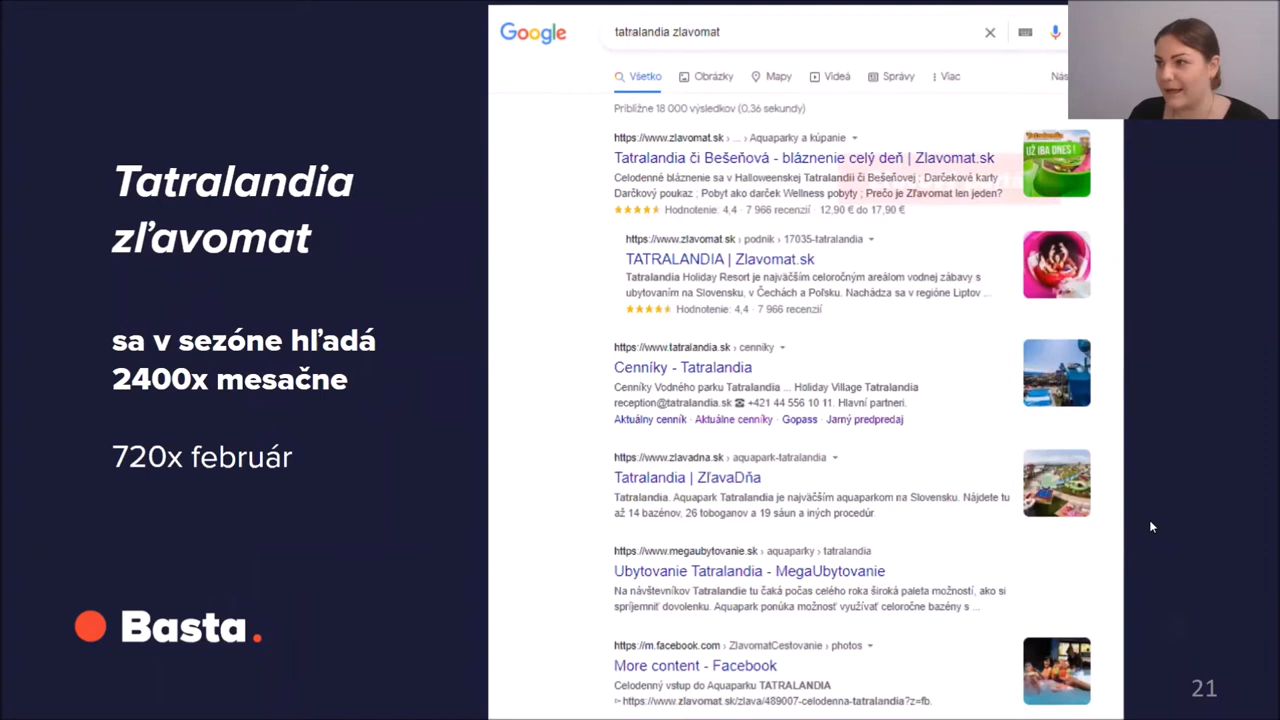 Tatralandia
zľavomat
sa v sezóne hľadá
2400x mesačne
720x február
Basta.
Google
tatralandia zlavomat
Všetko
Obrázky
Mapy
Videá
Správy
Viac
Nás
Približne 18 000 výsledkov (0,36 sekundy)
https://www.zlavomat.sk › ... › Aquaparky a kúpanie
Tatralandia či Bešeňová - bláznenie celý deň | Zlavomat.sk
Celodenné bláznenie sa v Halloweenskej Tatralandii či Bešeňovej ; Darčekové karty
Darčkový poukaz ; Pobyt ako darček Wellness pobyty ; Prečo je Zľavomat len jeden?
Hodnotenie: 4,4 · 7 966 recenzií · 12,90 € do 17,90 €
Tatralandia
UŽ IBA DNES !
https://www.zlavomat.sk › podnik › 17035-tatralandia
TATRALANDIA | Zlavomat.sk
Tatralandia Holiday Resort je najväčším celoročným areálom vodnej zábavy s
ubytovaním na Slovensku, v Čechách a Poľsku. Nachádza sa v regióne Liptov ...
Hodnotenie: 4,4 · 7 966 recenzií
https://www.tatralandia.sk › cenniky
Cenníky - Tatralandia
Cenníky Vodného parku Tatralandia ... Holiday Village Tatralandia
reception@tatralandia.sk ☎ +421 44 556 10 11. Hlavní partneri.
Aktuálny cenník · Aktuálne cenníky · Gopass · Jarný predpredaj
https://www.zlavadna.sk › aquapark-tatralandia
Tatralandia | ZľavaDňa
Tatralandia. Aquapark Tatralandia je najväčším aquaparkom na Slovensku. Nájdete tu
až 14 bazénov, 26 toboganov a 19 sáun a iných procedúr
https://www.megaubytovanie.sk › aquaparky › tatralandia
Ubytovanie Tatralandia - MegaUbytovanie
Na návštevníkov Tatralandie tu čaká počas celého roka široká paleta možností, ako si
spríjemniť dovolenku. Aquapark ponúka možnosť využívať celoročne bazény s ...
https://m.facebook.com › ZlavomatCestovanie › photos
More content - Facebook
Celodenný vstup do Aquaparku TATRALANDIA
https://www.zlavomat.sk/zlava/489007-celodenna-tatralandia?z=fb.
21